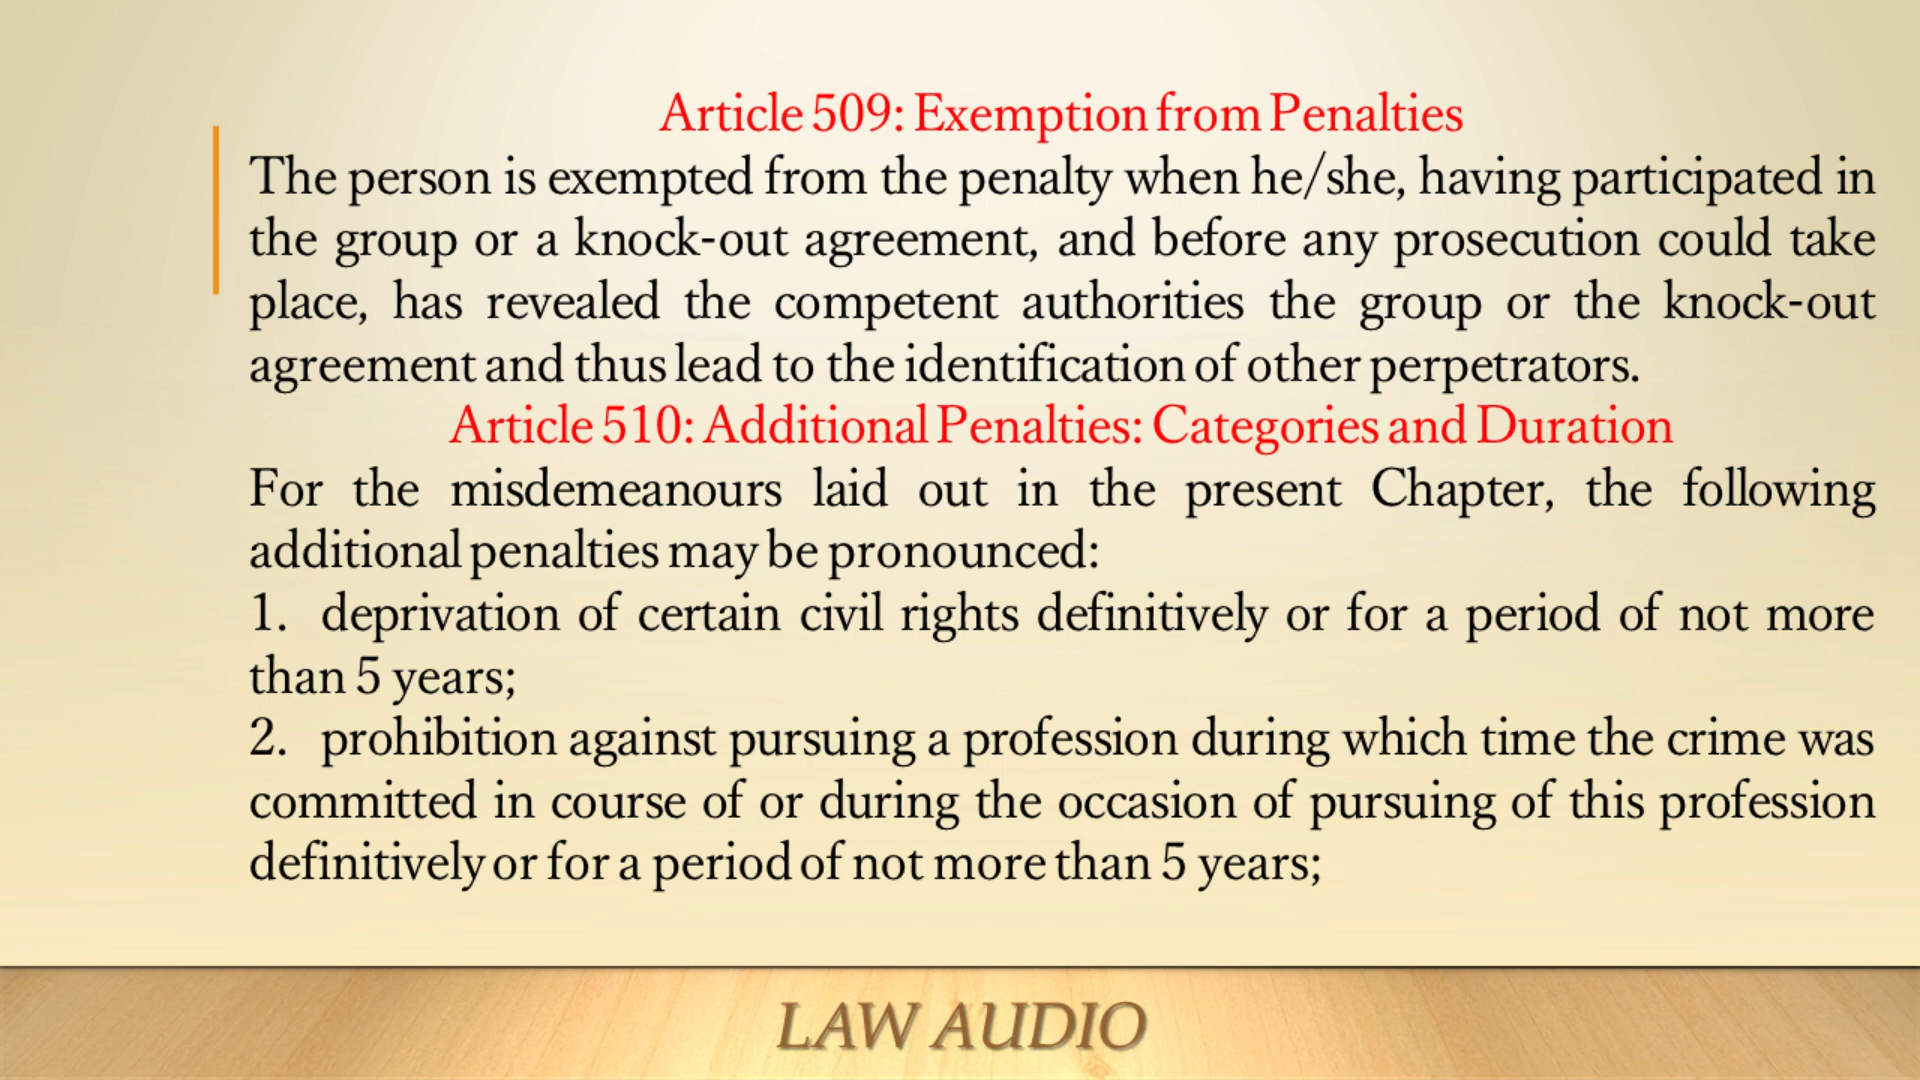 Article 509: Exemption from Penalties
The person is exempted from the penalty when he/she, having participated in
the group or a knock-out agreement, and before any prosecution could take
place, has revealed the competent authorities the group or the knock-out
agreement and thus lead to the identification of other perpetrators.
Article 510: Additional Penalties: Categories and Duration
For the misdemeanours laid out in the present Chapter, the following
additional penalties may be pronounced:
1. deprivation of certain civil rights definitively or for a period of not more
than 5 years;
2. prohibition against pursuing a profession during which time the crime was
committed in course of or during the occasion of pursuing of this profession
definitively or for a period of not more than 5 years;
LAW AUDIO